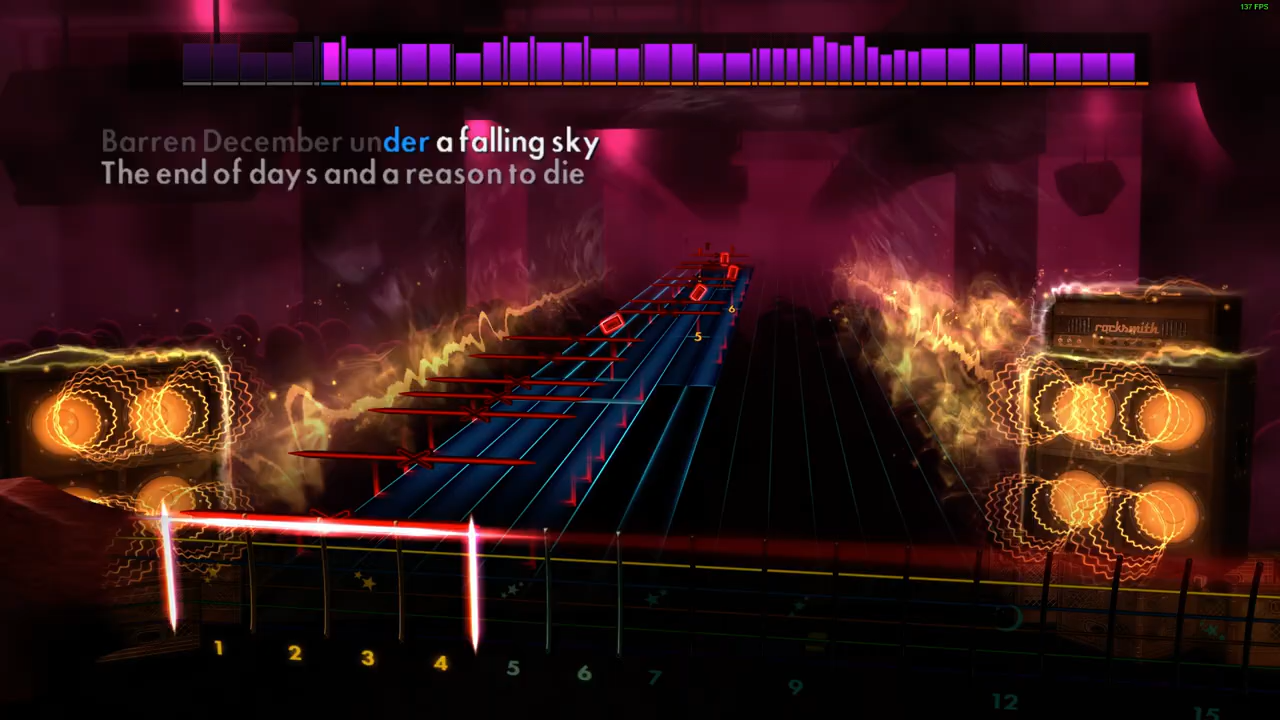 137 FPS
Barren December under a falling sky
The end of days and a reason to die
rocksmith
6
5
1 2 3 4 5 6 7 9 12 15